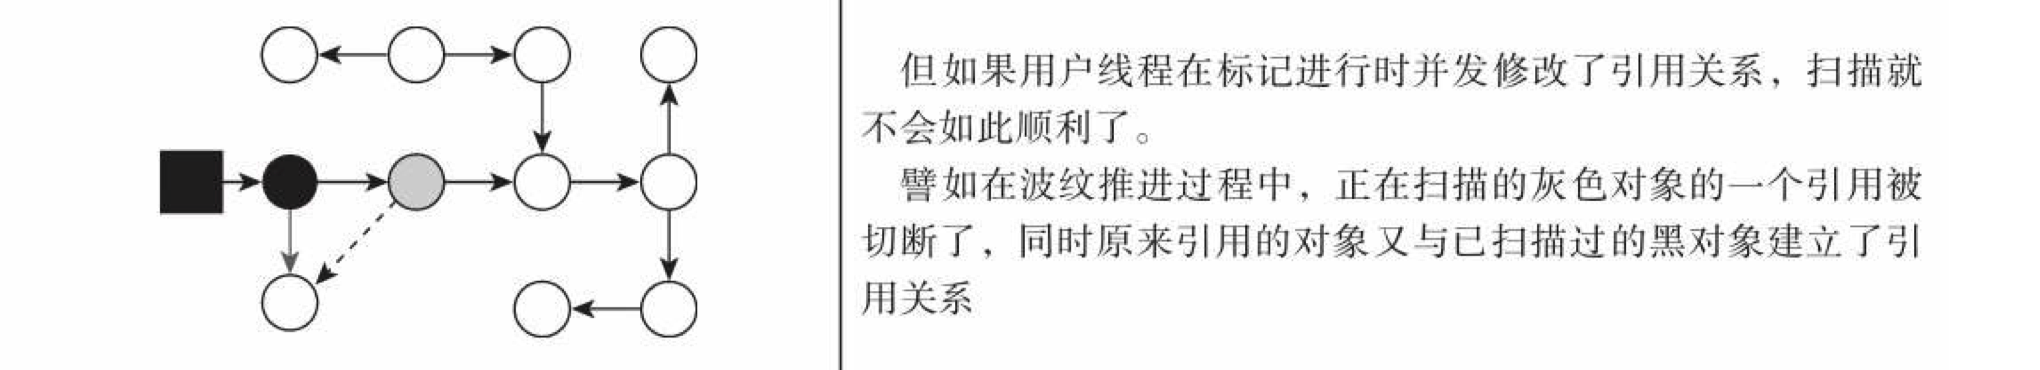 但如果用户线程在标记进行时并发修改了引用关系，扫描就
不会如此顺利了。
譬如在波纹推进过程中，正在扫描的灰色对象的一个引用被
切断了，同时原来引用的对象又与已扫描过的黑对象建立了引
用关系